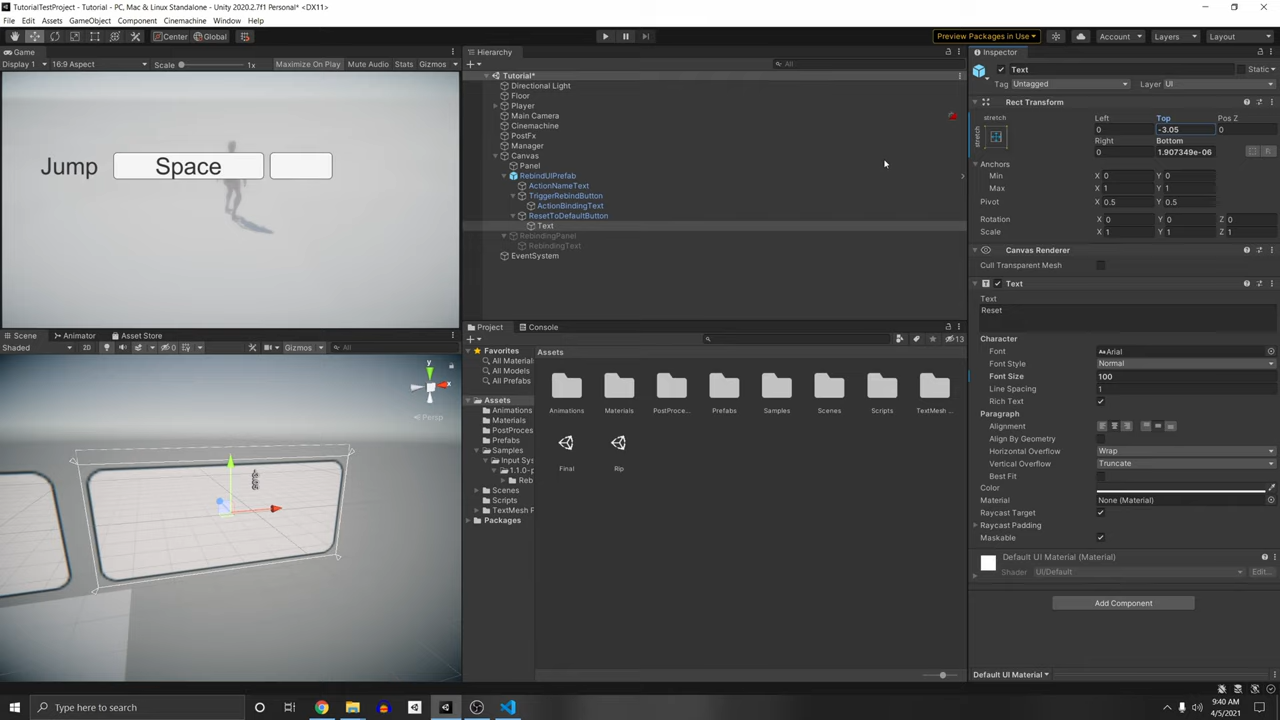 TutorialTestProject - Tutorial - PC, Mac & Linux Standalone - Unity 2020.2.7f1 Personal* <DX11>
File Edit Assets GameObject Component Cinemachine Window Help
Center Global
Preview Packages in Use Account Layers Layout
Game
Display 1 16:9 Aspect Scale 1x Maximize On Play Mute Audio Stats Gizmos
Jump Space
Scene Animator Asset Store
Shaded 2D 0 Gizmos All
y
x
Persp
Hierarchy
All
Tutorial*
Directional Light
Floor
Player
Main Camera
Cinemachine
PostFx
Manager
Canvas
Panel
RebindUIPrefab
ActionNameText
TriggerRebindButton
ActionBindingText
ResetToDefaultButton
Text
RebindingPanel
RebindingText
EventSystem
Project Console
13
Favorites
All Material
All Models
All Prefabs
Assets
Animations
Materials
PostProces
Prefabs
Samples
Input Sys
1.1.0-p
Reb
Scenes
Scripts
TextMesh P
Packages
Assets
Animations Materials PostProce... Prefabs Samples Scenes Scripts TextMesh ...
Final Rip
Inspector
Text Static
Tag Untagged Layer UI
Rect Transform
stretch Left Top Pos Z
stretch 0 -3.05 0
Right Bottom
0 1.907349e-06 R
Anchors
Min X 0 Y 0
Max X 1 Y 1
Pivot X 0.5 Y 0.5
Rotation X 0 Y 0 Z 0
Scale X 1 Y 1 Z 1
Canvas Renderer
Cull Transparent Mesh
Text
Text
Reset
Character
Font Arial
Font Style Normal
Font Size 100
Line Spacing 1
Rich Text
Paragraph
Alignment
Align By Geometry
Horizontal Overflow Wrap
Vertical Overflow Truncate
Best Fit
Color
Material None (Material)
Raycast Target
Raycast Padding
Maskable
Default UI Material (Material)
Shader UI/Default Edit...
Add Component
Default UI Material
Type here to search
9:40 AM
4/5/2021